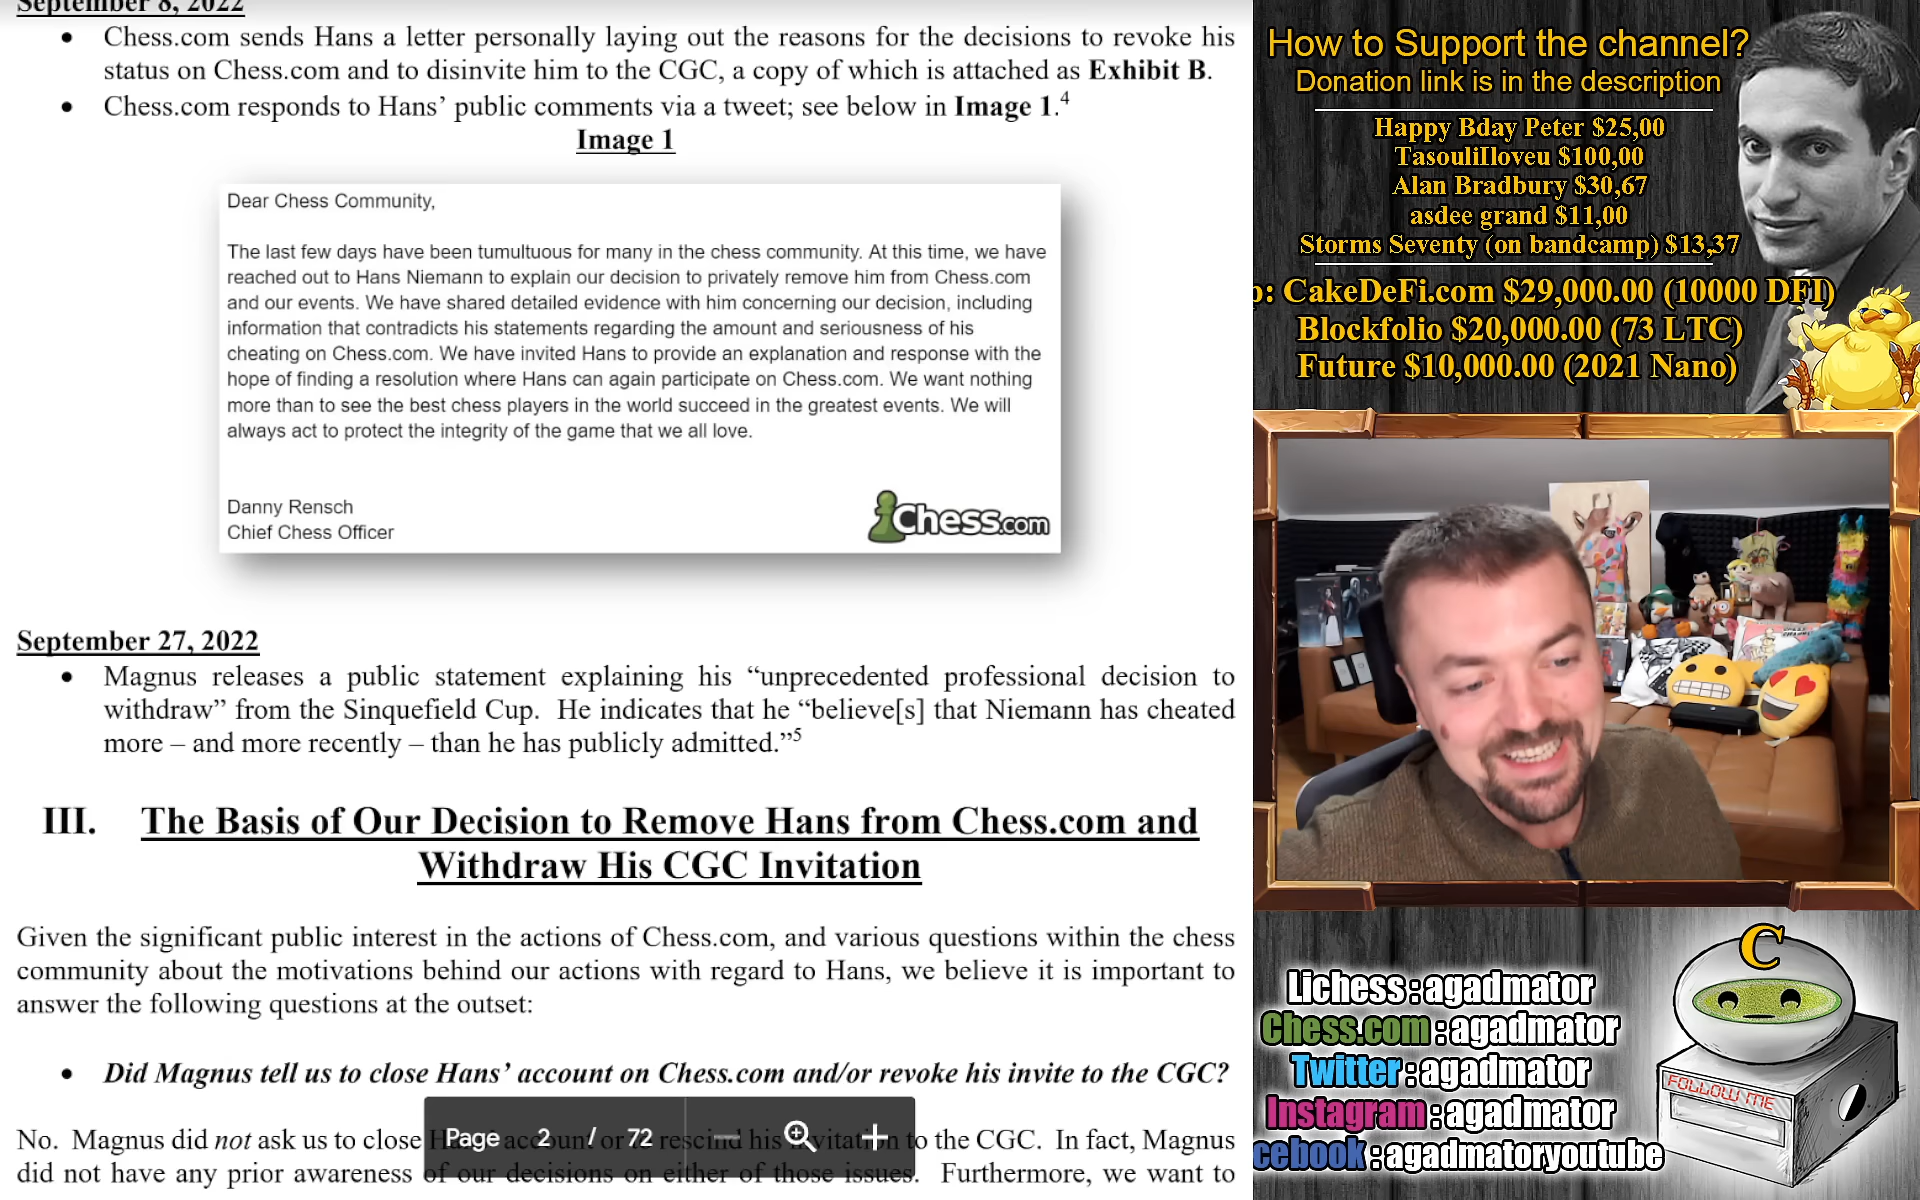 September 8, 2022
• Chess.com sends Hans a letter personally laying out the reasons for the decisions to revoke his
status on Chess.com and to disinvite him to the CGC, a copy of which is attached as Exhibit B.
• Chess.com responds to Hans’ public comments via a tweet; see below in Image 1.4
Image 1
Dear Chess Community,
The last few days have been tumultuous for many in the chess community. At this time, we have
reached out to Hans Niemann to explain our decision to privately remove him from Chess.com
and our events. We have shared detailed evidence with him concerning our decision, including
information that contradicts his statements regarding the amount and seriousness of his
cheating on Chess.com. We have invited Hans to provide an explanation and response with the
hope of finding a resolution where Hans can again participate on Chess.com. We want nothing
more than to see the best chess players in the world succeed in the greatest events. We will
always act to protect the integrity of the game that we all love.
Danny Rensch
Chief Chess Officer
Chess.com
September 27, 2022
• Magnus releases a public statement explaining his “unprecedented professional decision to
withdraw” from the Sinquefield Cup. He indicates that he “believe[s] that Niemann has cheated
more – and more recently – than he has publicly admitted.”5
III. The Basis of Our Decision to Remove Hans from Chess.com and
Withdraw His CGC Invitation
Given the significant public interest in the actions of Chess.com, and various questions within the chess
community about the motivations behind our actions with regard to Hans, we believe it is important to
answer the following questions at the outset:
• Did Magnus tell us to close Hans’ account on Chess.com and/or revoke his invite to the CGC?
No. Magnus did not ask us to close Hans’ account or to rescind his invitation to the CGC. In fact, Magnus
did not have any prior awareness of our decisions on either of those issues. Furthermore, we want to
Page 2 / 72
How to Support the channel?
Donation link is in the description
Happy Bday Peter $25,00
TasouliIloveu $100,00
Alan Bradbury $30,67
asdee grand $11,00
Storms Seventy (on bandcamp) $13,37
: CakeDeFi.com $29,000.00 (10000 DFI)
Blockfolio $20,000.00 (73 LTC)
Future $10,000.00 (2021 Nano)
Lichess:agadmator
Chess.com:agadmator
Twitter:agadmator
Instagram:agadmator
cebook:agadmatoryoutube
C
FOLLOW ME